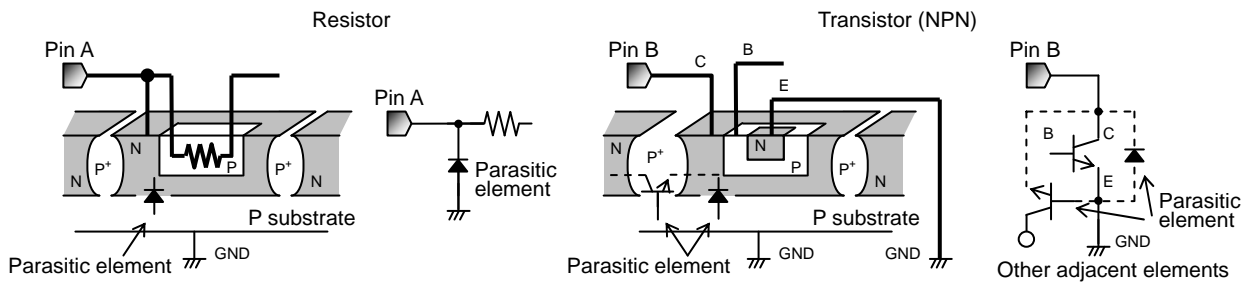 Resistor
Pin A
N
P+
N
P
P+
N
P substrate
Parasitic element
GND
Pin A
Parasitic
element
Transistor (NPN)
Pin B
C
B
E
N
P+
N
P
P+
N
P substrate
Parasitic element
GND
GND
Pin B
B
C
E
Parasitic
element
GND
Other adjacent elements